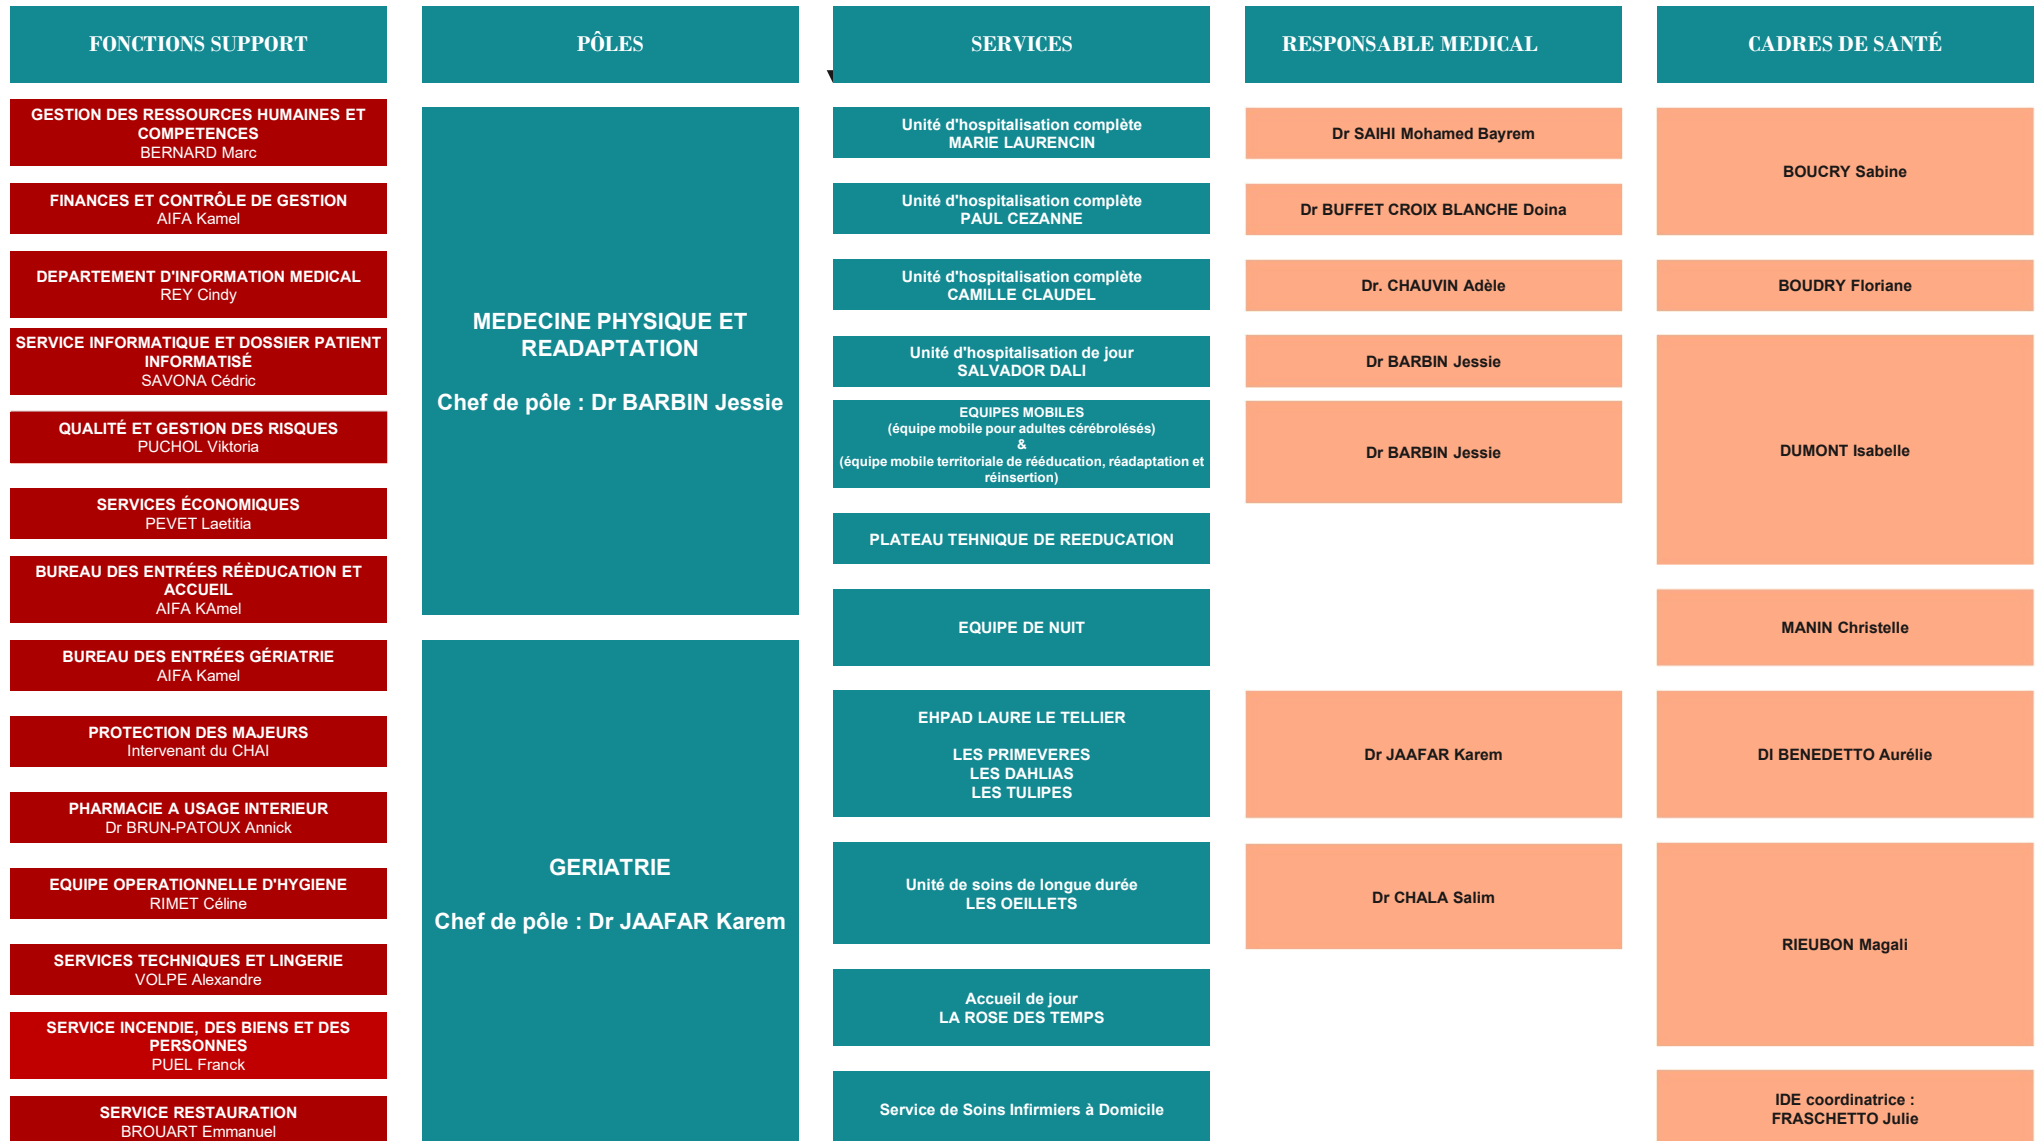 FONCTIONS SUPPORT
GESTION DES RESSOURCES HUMAINES ET
COMPETENCES
BERNARD Marc
FINANCES ET CONTRÔLE DE GESTION
AIFA Kamel
DEPARTEMENT D'INFORMATION MEDICAL
REY Cindy
SERVICE INFORMATIQUE ET DOSSIER PATIENT
INFORMATISÉ
SAVONA Cédric
QUALITÉ ET GESTION DES RISQUES
PUCHOL Viktoria
SERVICES ÉCONOMIQUES
PEVET Laetitia
BUREAU DES ENTRÉES RÉÈDUCATION ET
ACCUEIL
AIFA KAmel
BUREAU DES ENTRÉES GÉRIATRIE
AIFA Kamel
PROTECTION DES MAJEURS
Intervenant du CHAI
PHARMACIE A USAGE INTERIEUR
Dr BRUN-PATOUX Annick
EQUIPE OPERATIONNELLE D'HYGIENE
RIMET Céline
SERVICES TECHNIQUES ET LINGERIE
VOLPE Alexandre
SERVICE INCENDIE, DES BIENS ET DES
PERSONNES
PUEL Franck
SERVICE RESTAURATION
BROUART Emmanuel
PÔLES
MEDECINE PHYSIQUE ET
READAPTATION
Chef de pôle : Dr BARBIN Jessie
GERIATRIE
Chef de pôle : Dr JAAFAR Karem
SERVICES
Unité d'hospitalisation complète
MARIE LAURENCIN
Unité d'hospitalisation complète
PAUL CEZANNE
Unité d'hospitalisation complète
CAMILLE CLAUDEL
Unité d'hospitalisation de jour
SALVADOR DALI
EQUIPES MOBILES
(équipe mobile pour adultes cérébrolésés)
&
(équipe mobile territoriale de rééducation, réadaptation et
réinsertion)
PLATEAU TEHNIQUE DE REEDUCATION
EQUIPE DE NUIT
EHPAD LAURE LE TELLIER
LES PRIMEVERES
LES DAHLIAS
LES TULIPES
Unité de soins de longue durée
LES OEILLETS
Accueil de jour
LA ROSE DES TEMPS
Service de Soins Infirmiers à Domicile
RESPONSABLE MEDICAL
Dr SAIHI Mohamed Bayrem
Dr BUFFET CROIX BLANCHE Doina
Dr. CHAUVIN Adèle
Dr BARBIN Jessie
Dr BARBIN Jessie
Dr JAAFAR Karem
Dr CHALA Salim
CADRES DE SANTÉ
BOUCRY Sabine
BOUDRY Floriane
DUMONT Isabelle
MANIN Christelle
DI BENEDETTO Aurélie
RIEUBON Magali
IDE coordinatrice :
FRASCHETTO Julie